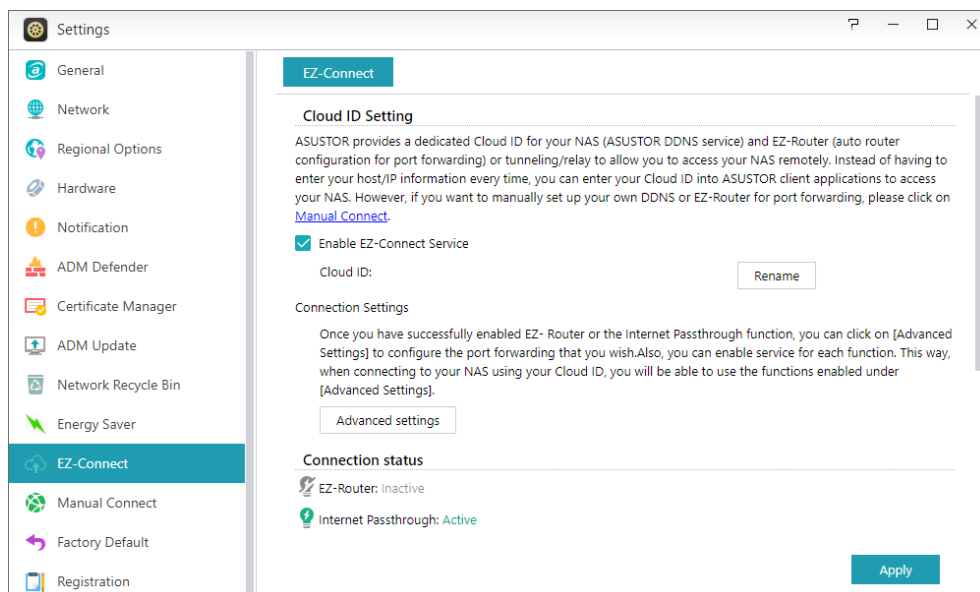 Settings
General
Network
Regional Options
Hardware
Notification
ADM Defender
Certificate Manager
ADM Update
Network Recycle Bin
Energy Saver
EZ-Connect
Manual Connect
Factory Default
Registration
EZ-Connect
Cloud ID Setting
ASUSTOR provides a dedicated Cloud ID for your NAS (ASUSTOR DDNS service) and EZ-Router (auto router
configuration for port forwarding) or tunneling/relay to allow you to access your NAS remotely. Instead of having to
enter your host/IP information every time, you can enter your Cloud ID into ASUSTOR client applications to access
your NAS. However, if you want to manually set up your own DDNS or EZ-Router for port forwarding, please click on
Manual Connect.
Enable EZ-Connect Service
Cloud ID:
Rename
Connection Settings
Once you have successfully enabled EZ- Router or the Internet Passthrough function, you can click on [Advanced
Settings] to configure the port forwarding that you wish.Also, you can enable service for each function. This way,
when connecting to your NAS using your Cloud ID, you will be able to use the functions enabled under
[Advanced Settings].
Advanced settings
Connection status
EZ-Router: Inactive
Internet Passthrough: Active
Apply